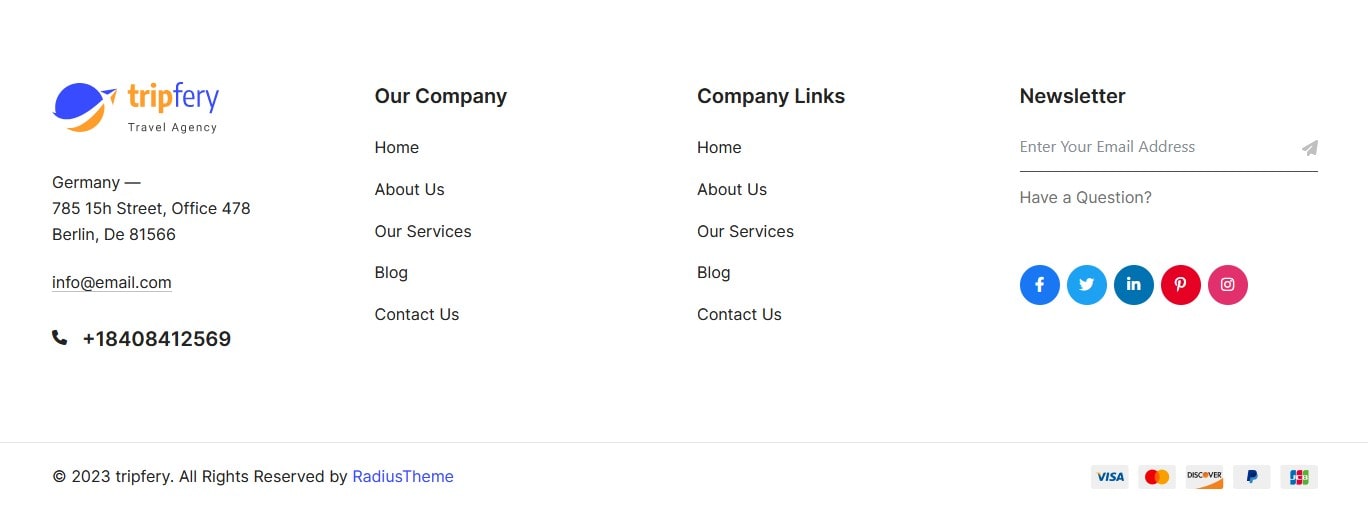 tripfery
Travel Agency
Germany —
785 15h Street, Office 478
Berlin, De 81566
info@email.com
+18408412569
Our Company
Home
About Us
Our Services
Blog
Contact Us
Company Links
Home
About Us
Our Services
Blog
Contact Us
Newsletter
Enter Your Email Address
Have a Question?
© 2023 tripfery. All Rights Reserved by RadiusTheme
VISA DISCOVER JCB